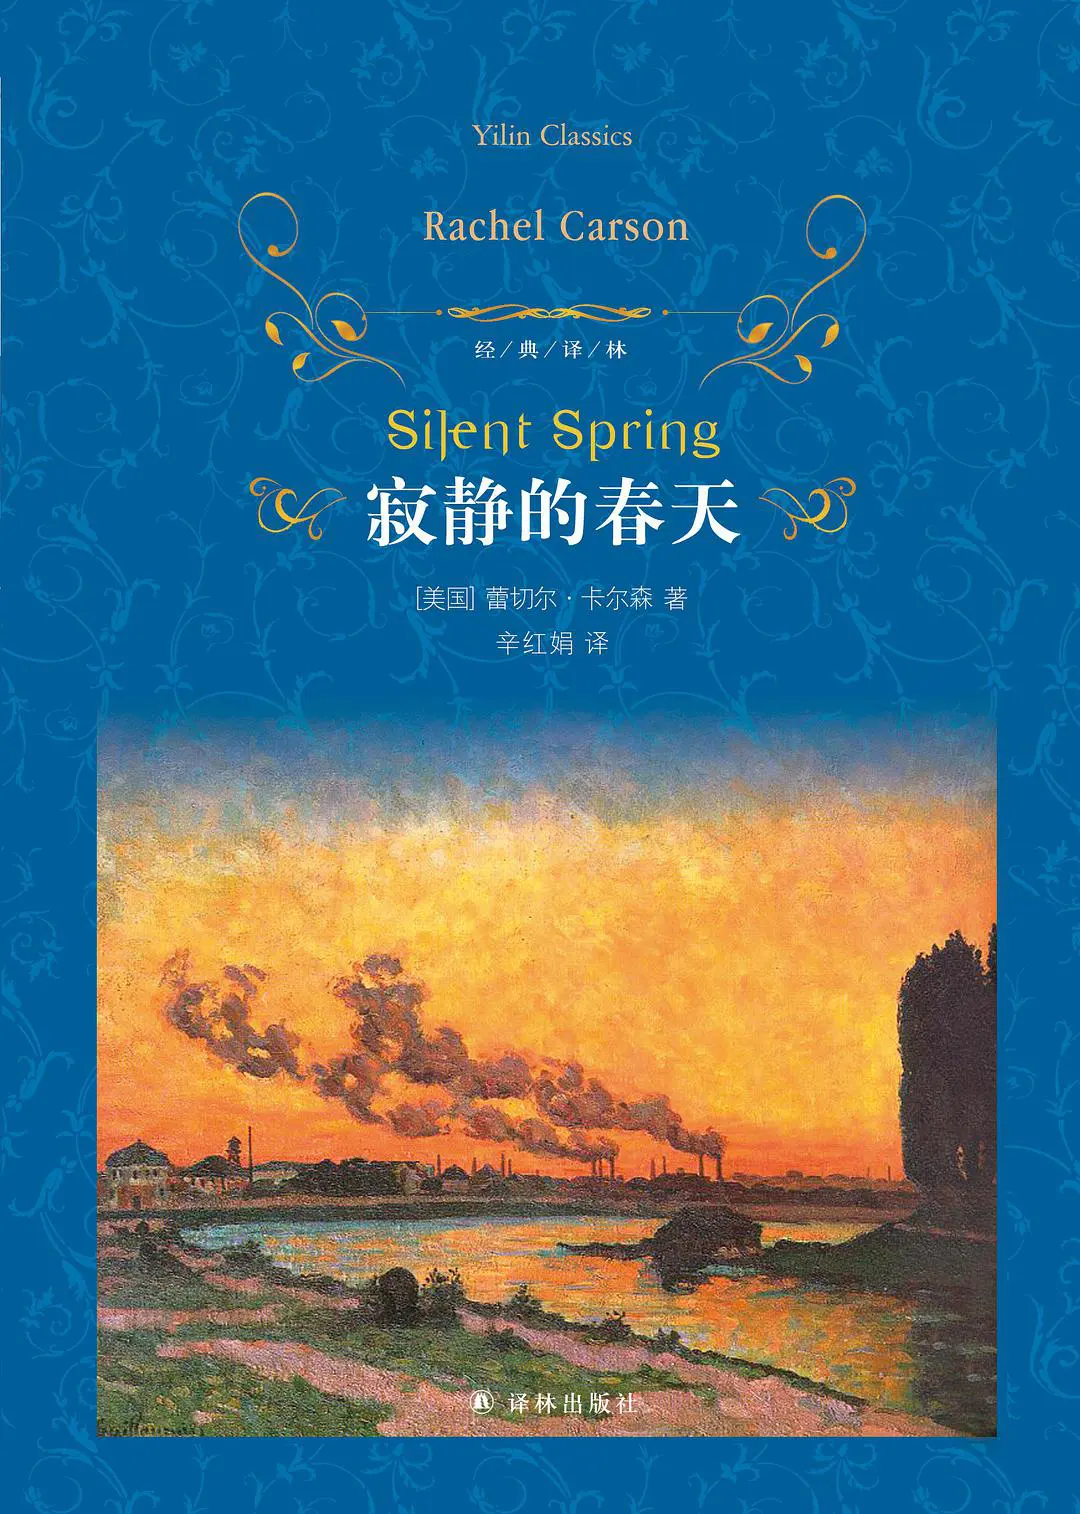 Yilin Classics
Rachel Carson
经/典/译/林
Silent Spring
寂静的春天
[美国] 蕾切尔·卡尔森 著
辛红娟 译
译林出版社